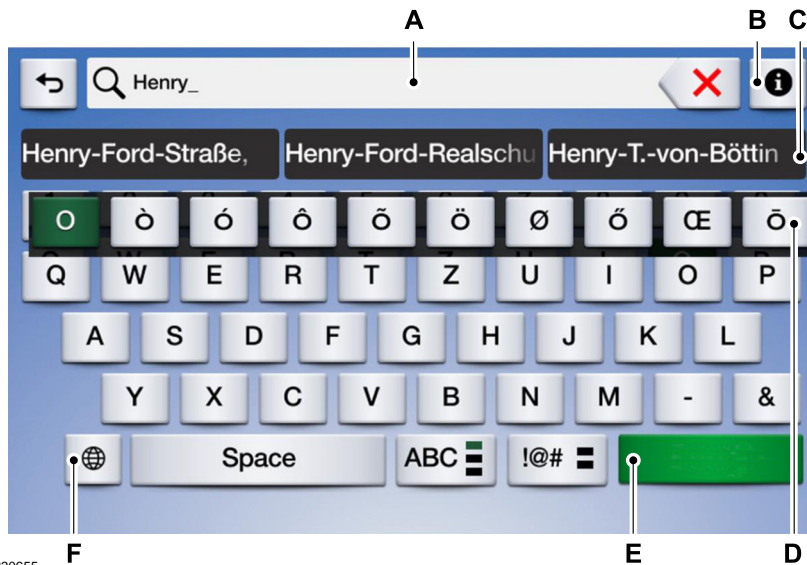 A B C
Henry_
Henry-Ford-Straße, Henry-Ford-Realschu Henry-T.-von-Böttin
O Ò Ó Ô Õ Ö Ø Ő Œ Ō
Q W E R T Z U I O P
A S D F G H J K L
Y X C V B N M - &
Space ABC !@#
F E D